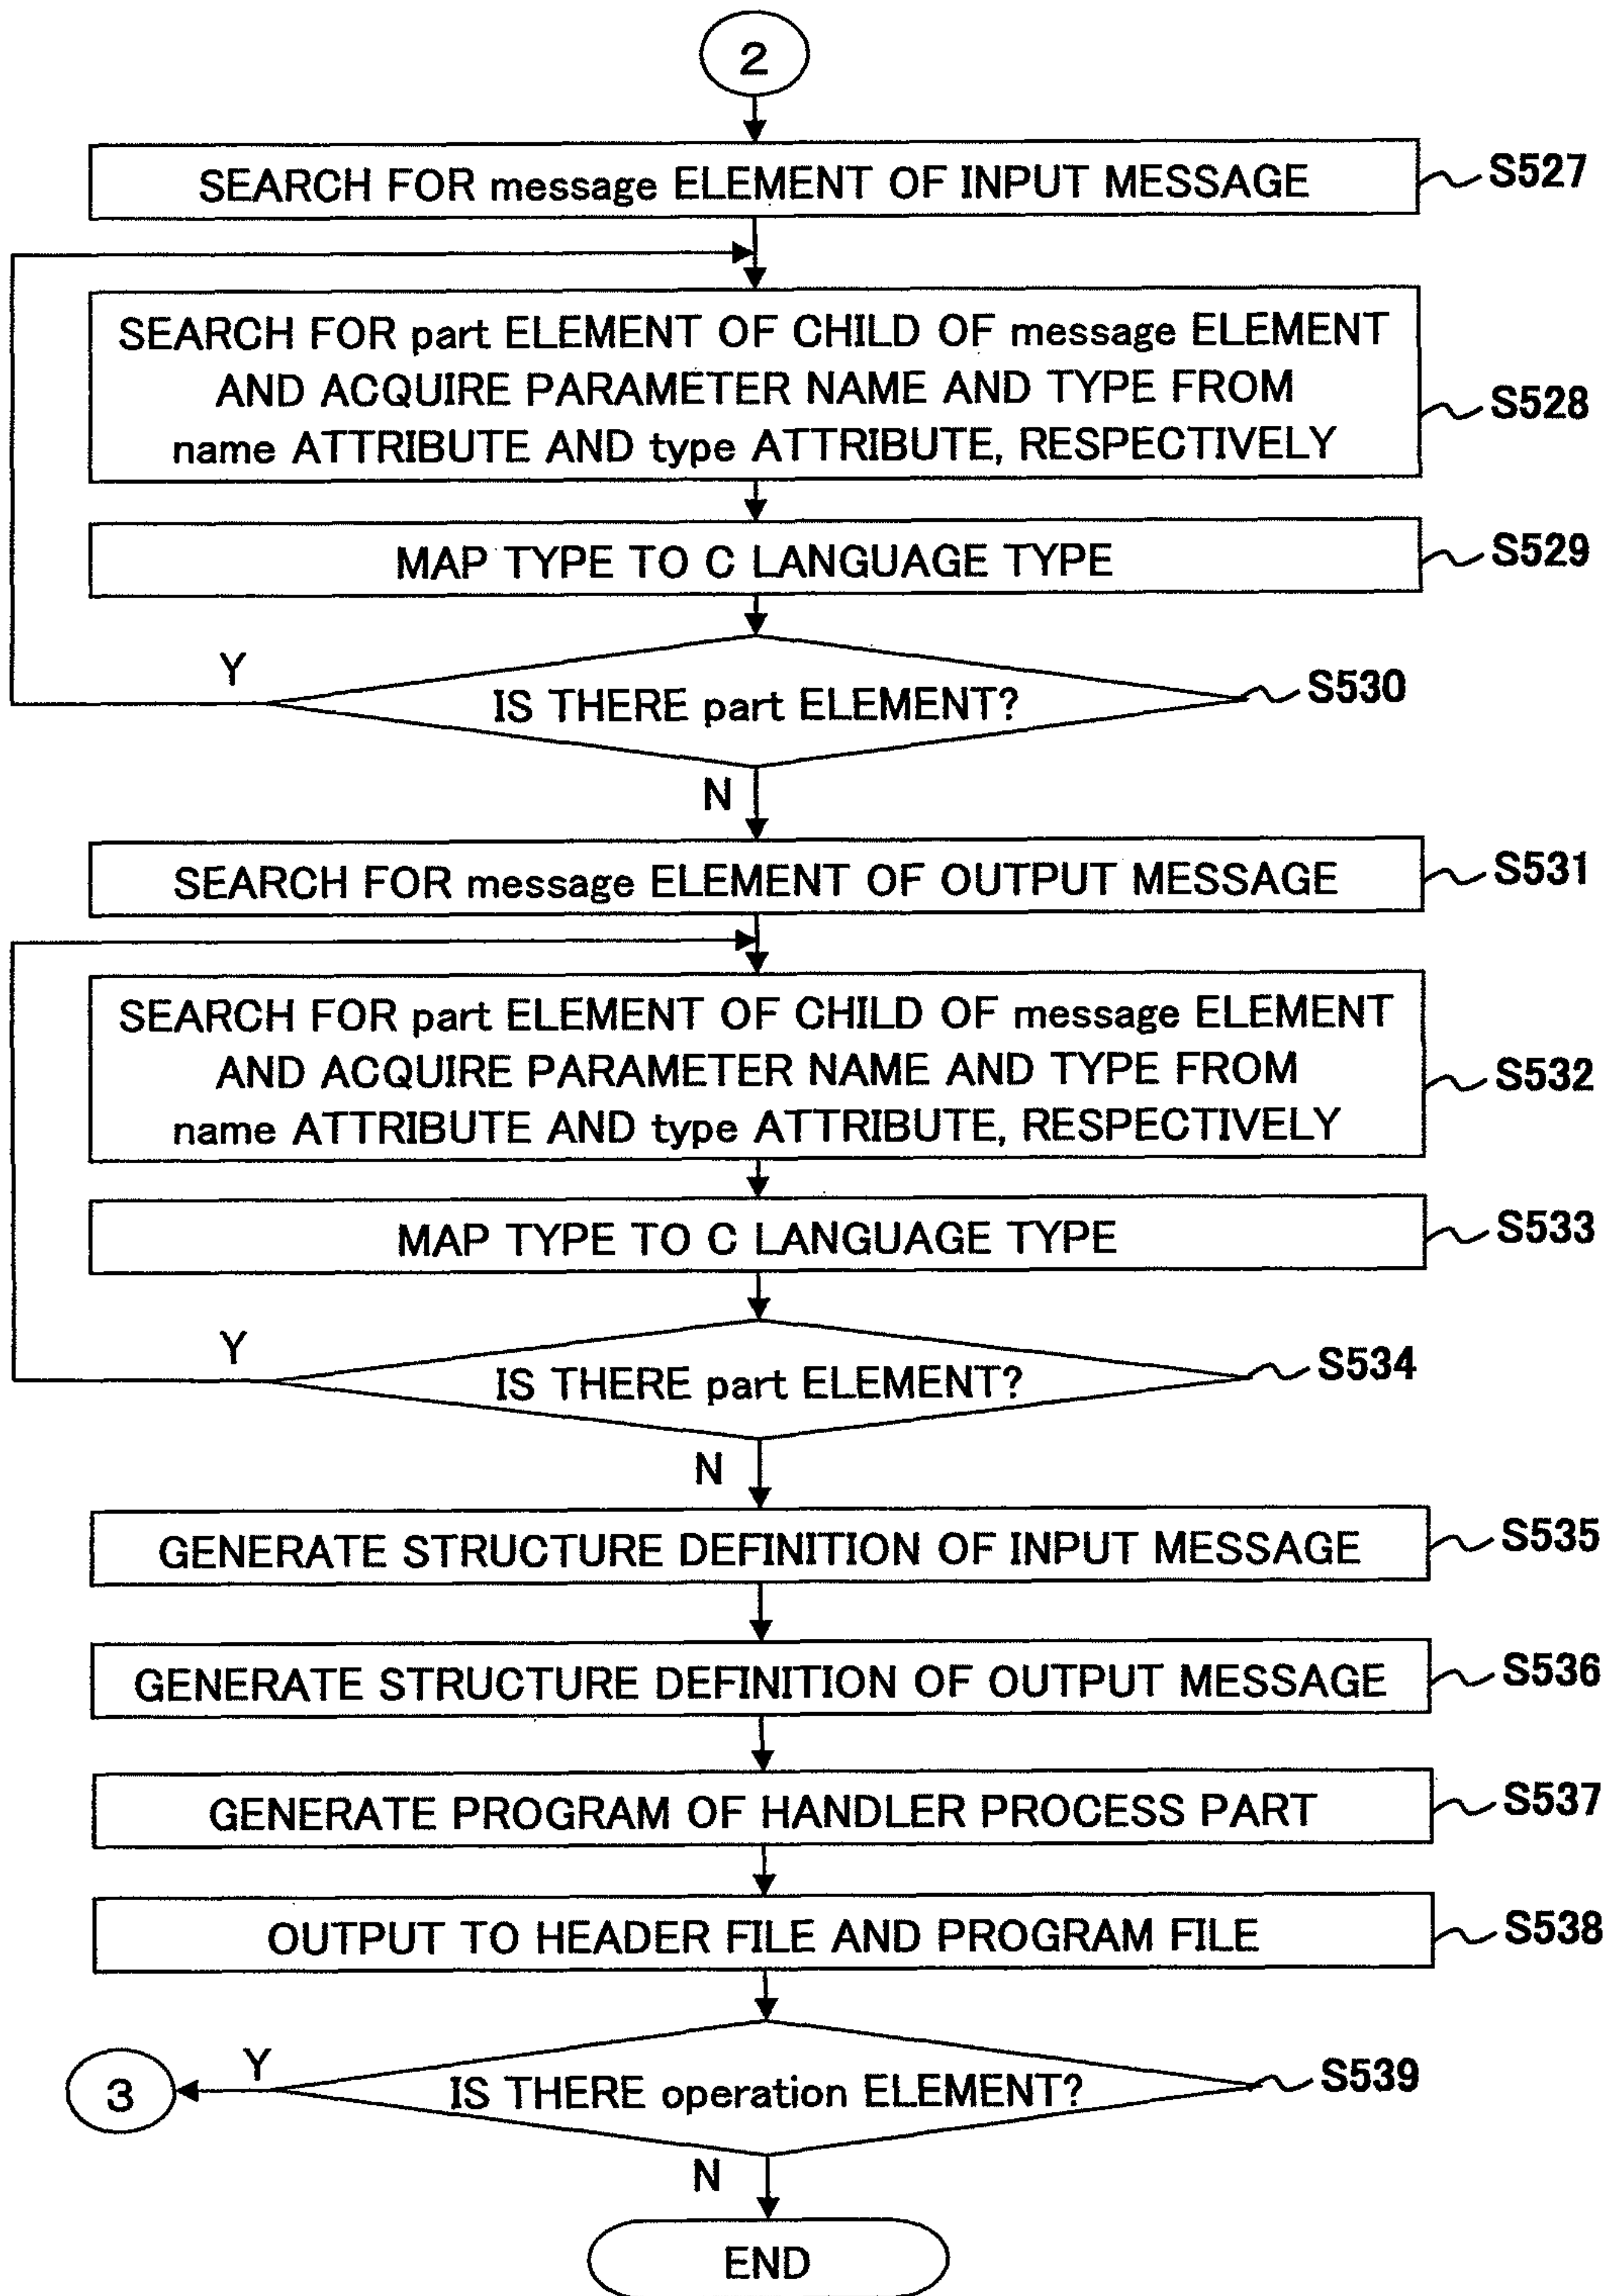 2
SEARCH FOR message ELEMENT OF INPUT MESSAGE
S527
SEARCH FOR part ELEMENT OF CHILD OF message ELEMENT
AND ACQUIRE PARAMETER NAME AND TYPE FROM
name ATTRIBUTE AND type ATTRIBUTE, RESPECTIVELY
S528
MAP TYPE TO C LANGUAGE TYPE
S529
Y
IS THERE part ELEMENT?
S530
N
SEARCH FOR message ELEMENT OF OUTPUT MESSAGE
S531
SEARCH FOR part ELEMENT OF CHILD OF message ELEMENT
AND ACQUIRE PARAMETER NAME AND TYPE FROM
name ATTRIBUTE AND type ATTRIBUTE, RESPECTIVELY
S532
MAP TYPE TO C LANGUAGE TYPE
S533
Y
IS THERE part ELEMENT?
S534
N
GENERATE STRUCTURE DEFINITION OF INPUT MESSAGE
S535
GENERATE STRUCTURE DEFINITION OF OUTPUT MESSAGE
S536
GENERATE PROGRAM OF HANDLER PROCESS PART
S537
OUTPUT TO HEADER FILE AND PROGRAM FILE
S538
3
Y
IS THERE operation ELEMENT?
S539
N
END